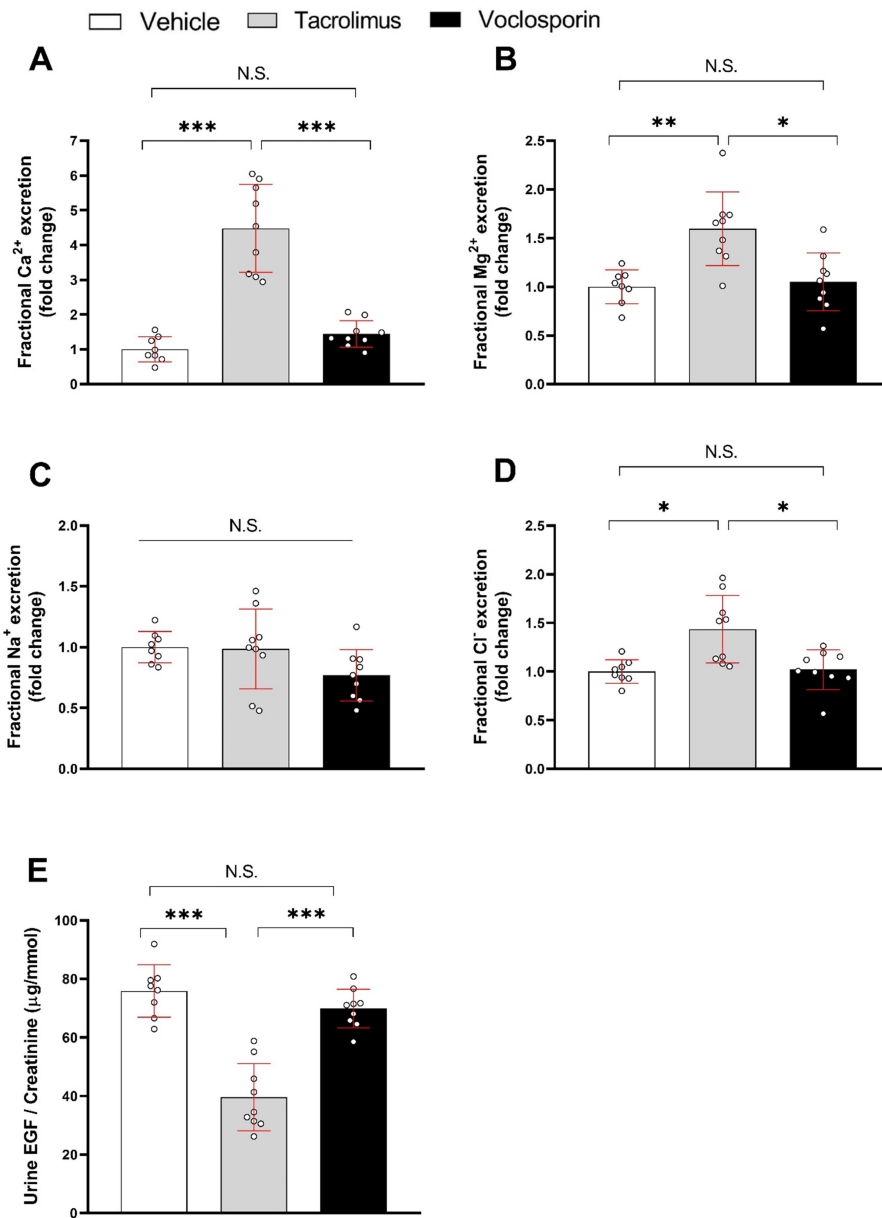 Vehicle Tacrolimus Voclosporin
A
N.S.
*** ***
Fractional Ca²⁺ excretion
(fold change)
7
6
5
4
3
2
1
0
B
N.S.
** *
Fractional Mg²⁺ excretion
(fold change)
2.5
2.0
1.5
1.0
0.5
0.0
C
N.S.
Fractional Na⁺ excretion
(fold change)
2.0
1.5
1.0
0.5
0.0
D
N.S.
* *
Fractional Cl⁻ excretion
(fold change)
2.5
2.0
1.5
1.0
0.5
0.0
E
N.S.
*** ***
Urine EGF / Creatinine (μg/mmol)
100
80
60
40
20
0